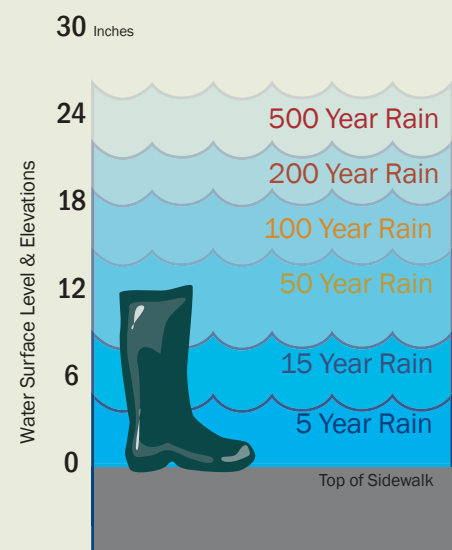 30 Inches
24
500 Year Rain
200 Year Rain
18
100 Year Rain
50 Year Rain
12
6
15 Year Rain
5 Year Rain
0
Top of Sidewalk
Water Surface Level & Elevations